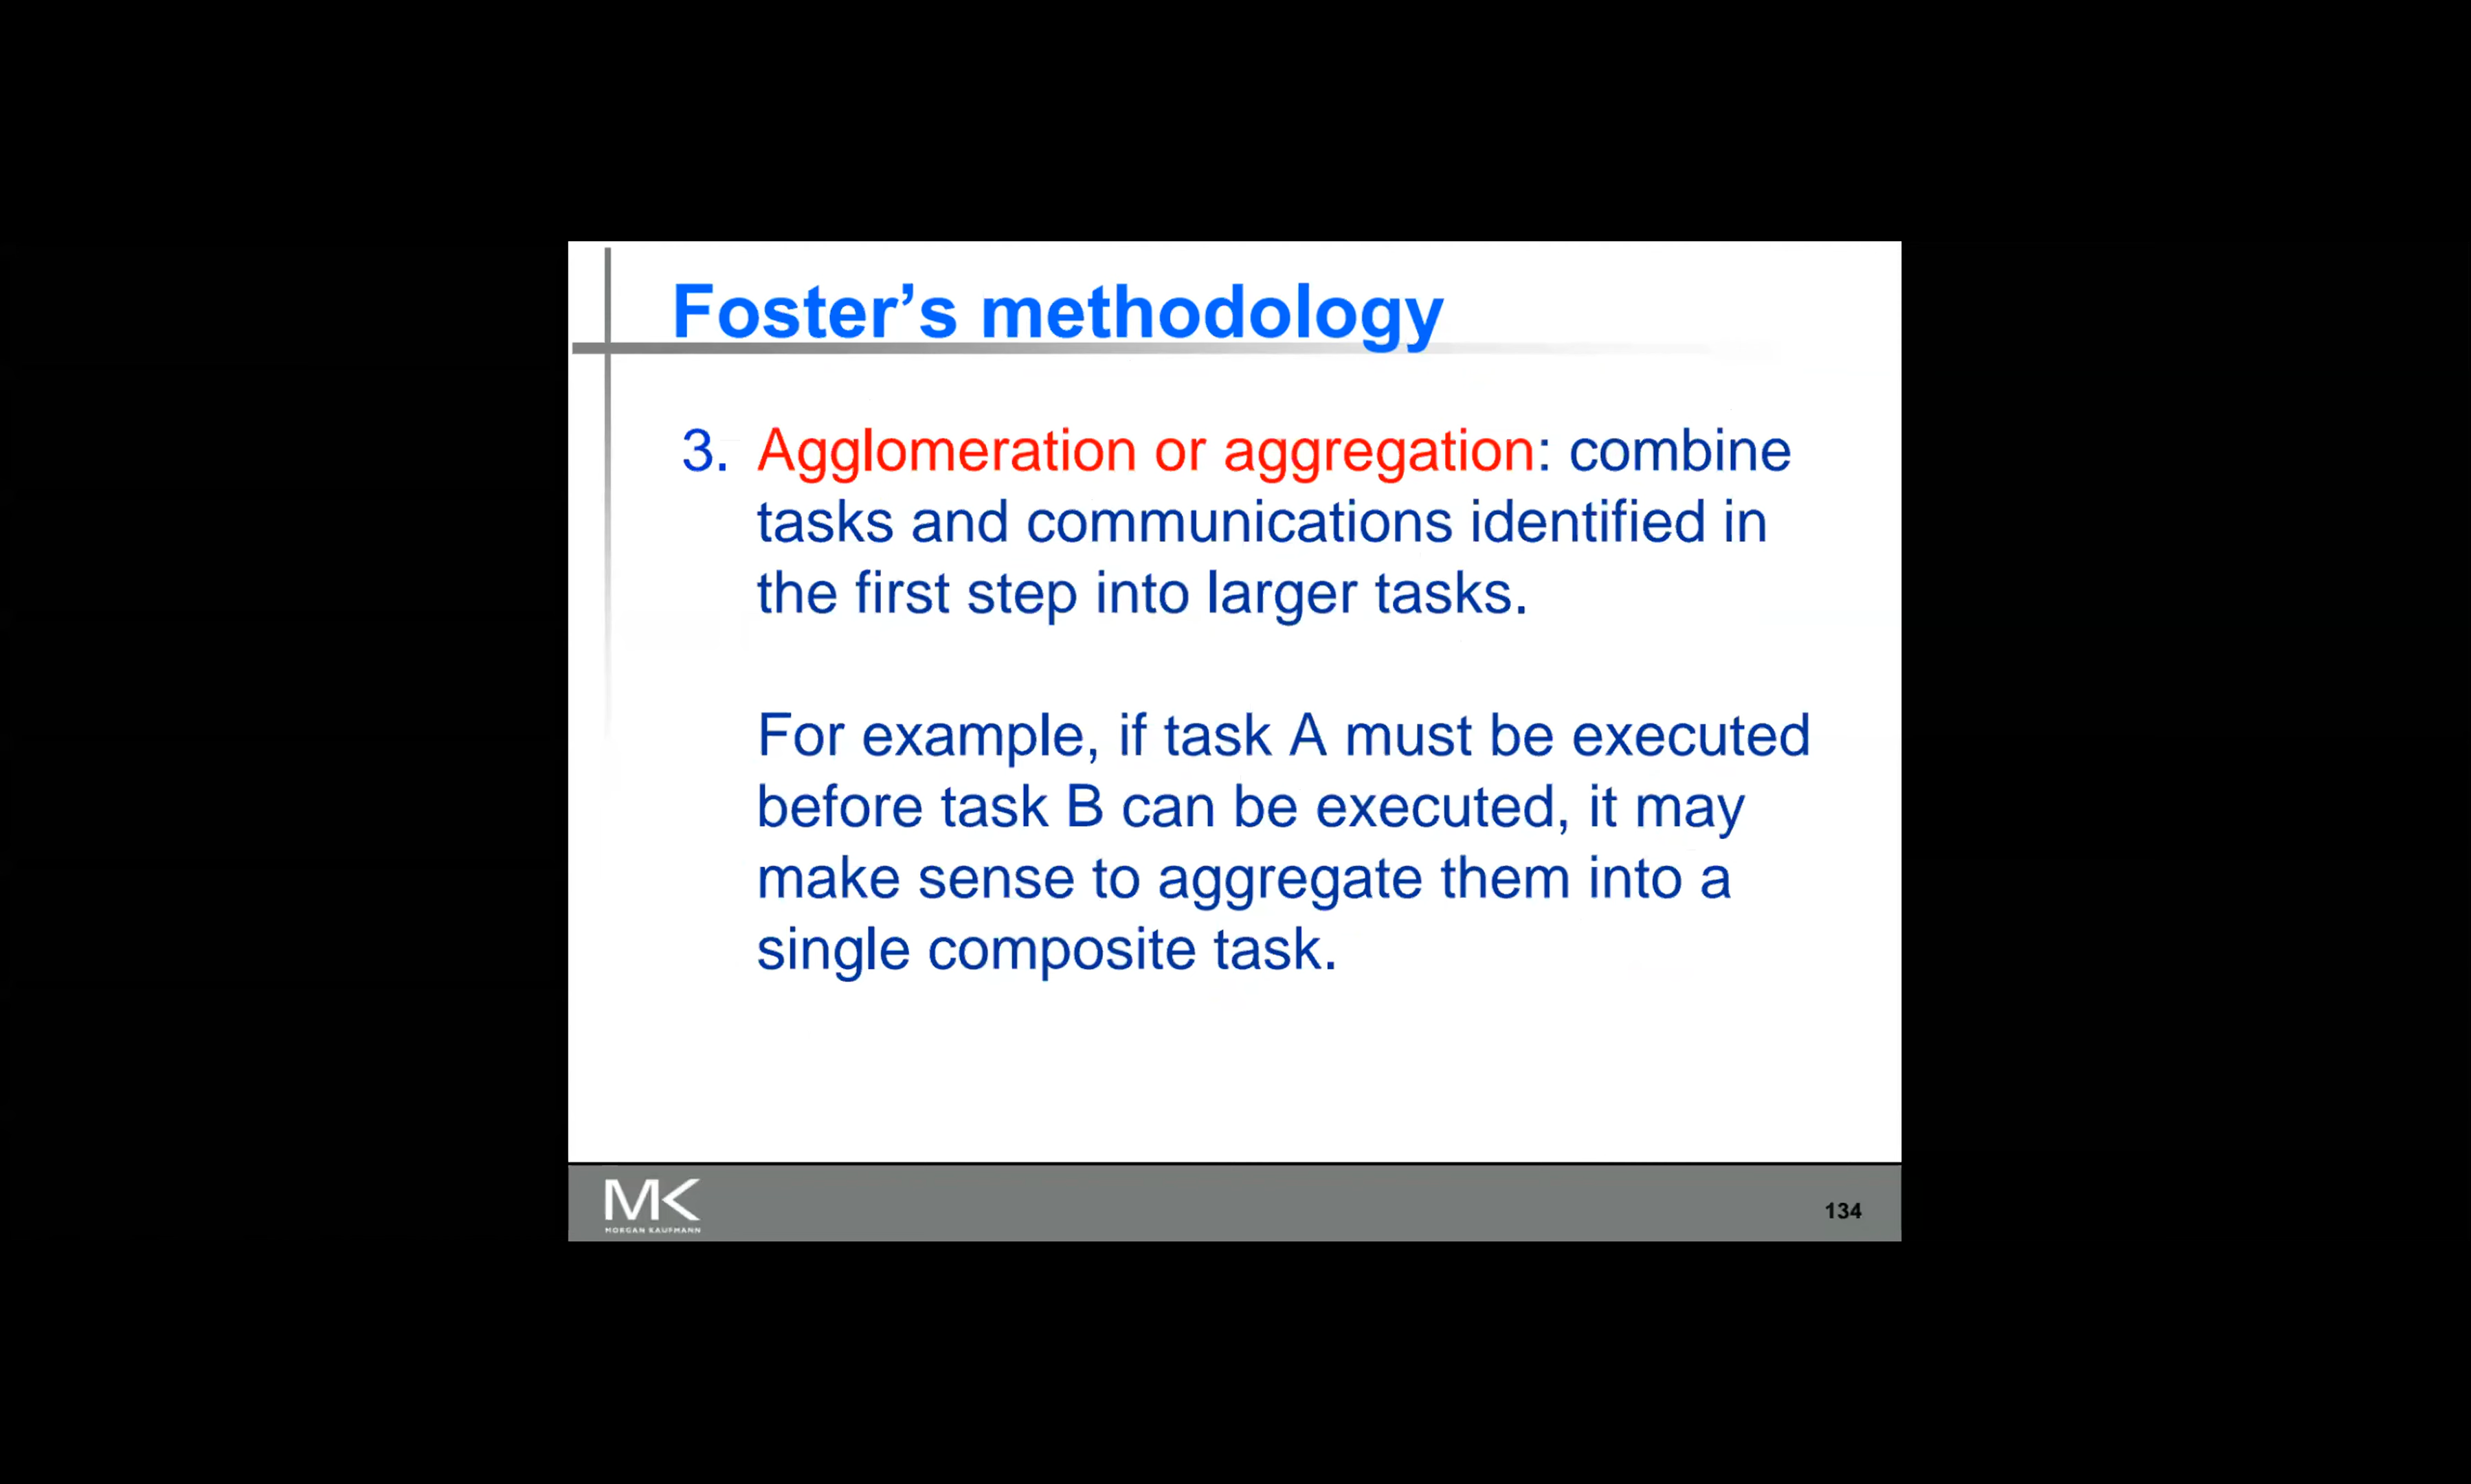 Foster’s methodology
3. Agglomeration or aggregation: combine
tasks and communications identified in
the first step into larger tasks.
For example, if task A must be executed
before task B can be executed, it may
make sense to aggregate them into a
single composite task.
MK
MORGAN KAUFMANN
134